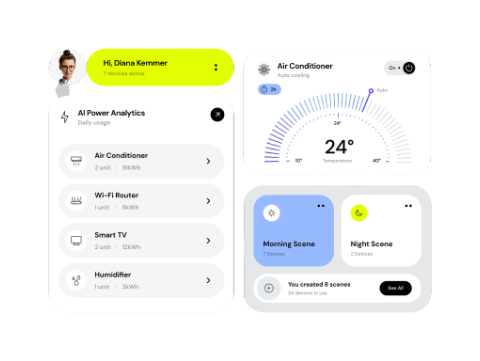 Hi, Diana Kemmer
7 devices active
AI Power Analytics
Daily usage
Air Conditioner
2 unit | 18kWh
Wi-Fi Router
1 unit | 8kWh
Smart TV
2 unit | 12kWh
Humidifier
1 unit | 3kWh
Air Conditioner
Auto cooling
On
2h
Auto
24°
24°
Temperature
10°
40°
Morning Scene
7 Devices
Night Scene
2 Devices
You created 8 scenes
24 devices in use
See All